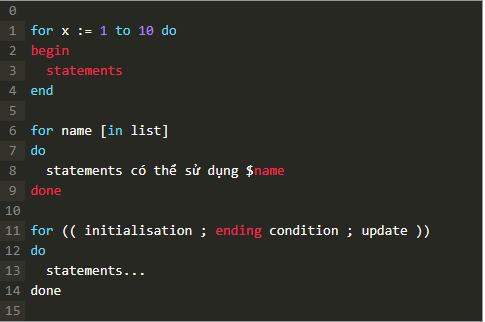 0
1 for x := 1 to 10 do
2 begin
3   statements
4 end
5
6 for name [in list]
7 do
8   statements có thể sử dụng $name
9 done
10
11 for (( initialisation ; ending condition ; update ))
12 do
13   statements...
14 done
15